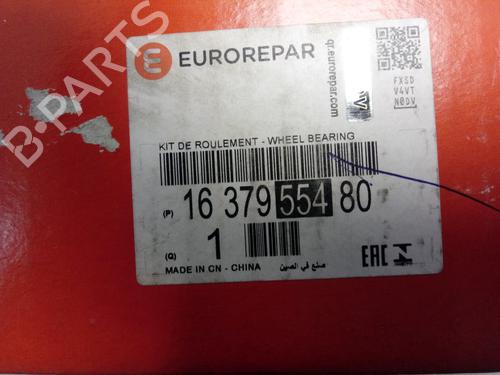 EUROREPAR
qr.eurorepar.com
FXSD
V4VT
N0DV
KIT DE ROULEMENT - WHEEL BEARING
(P) 16 379 554 80
(Q) 1
MADE IN CN - CHINA صنع في الصين
EAC
B-PARTS